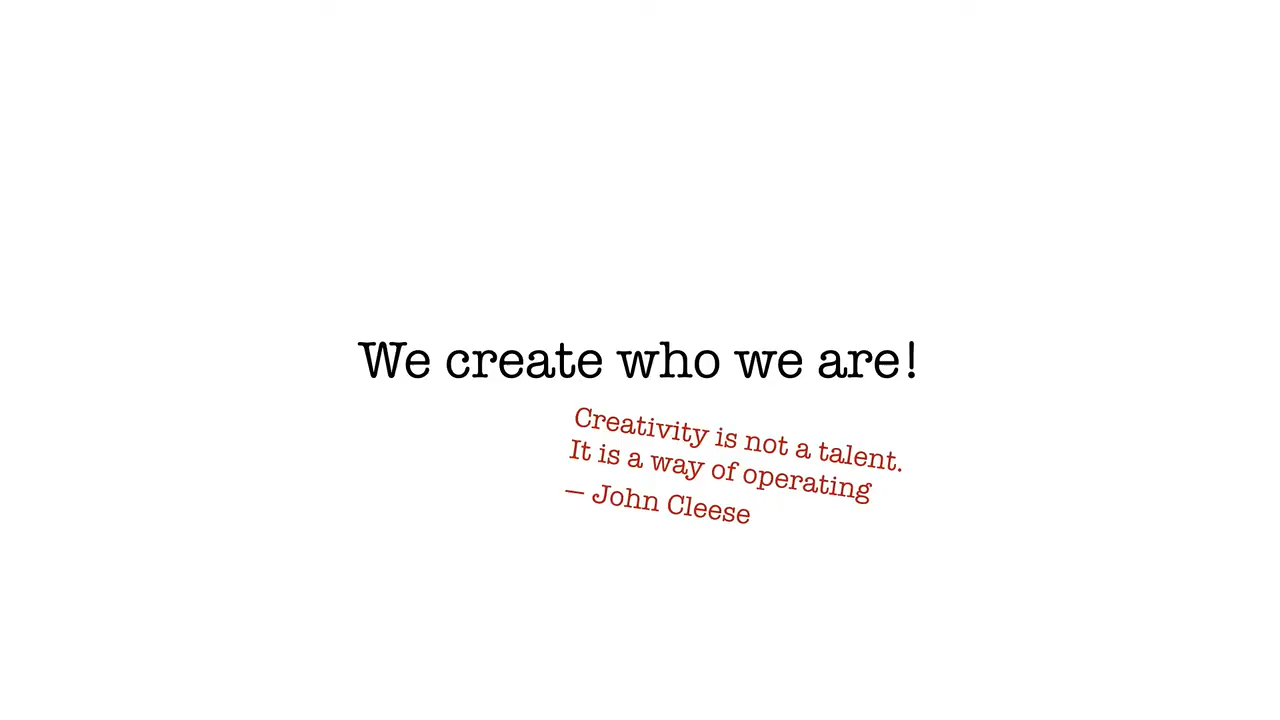 We create who we are!
Creativity is not a talent.
It is a way of operating
— John Cleese